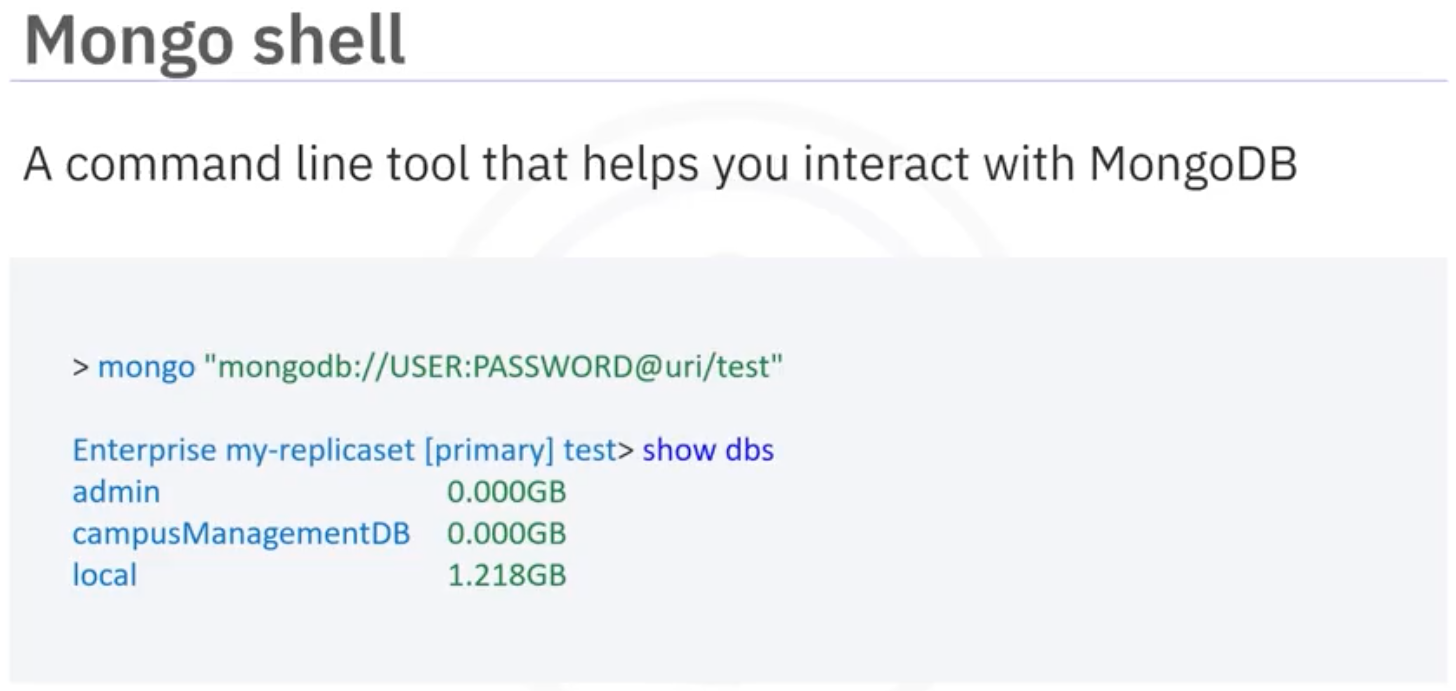 Mongo shell
A command line tool that helps you interact with MongoDB
> mongo "mongodb://USER:PASSWORD@uri/test"
Enterprise my-replicaset [primary] test> show dbs
admin 0.000GB
campusManagementDB 0.000GB
local 1.218GB